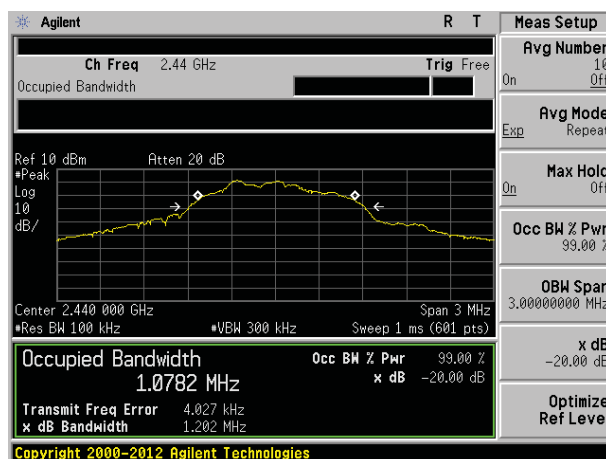 Agilent R T Meas Setup
Ch Freq 2.44 GHz Trig Free
Occupied Bandwidth
Ref 10 dBm Atten 20 dB
#Peak
Log
10
dB/
Center 2.440 000 GHz Span 3 MHz
#Res BW 100 kHz #VBW 300 kHz Sweep 1 ms (601 pts)
Occupied Bandwidth Occ BW % Pwr 99.00 %
1.0782 MHz x dB -20.00 dB
Transmit Freq Error 4.027 kHz
x dB Bandwidth 1.202 MHz
Copyright 2000-2012 Agilent Technologies
Avg Number
10
On Off
Avg Mode
Exp Repeat
Max Hold
On Off
Occ BW % Pwr
99.00 %
OBW Span
3.00000000 MHz
x dB
-20.00 dB
Optimize
Ref Level